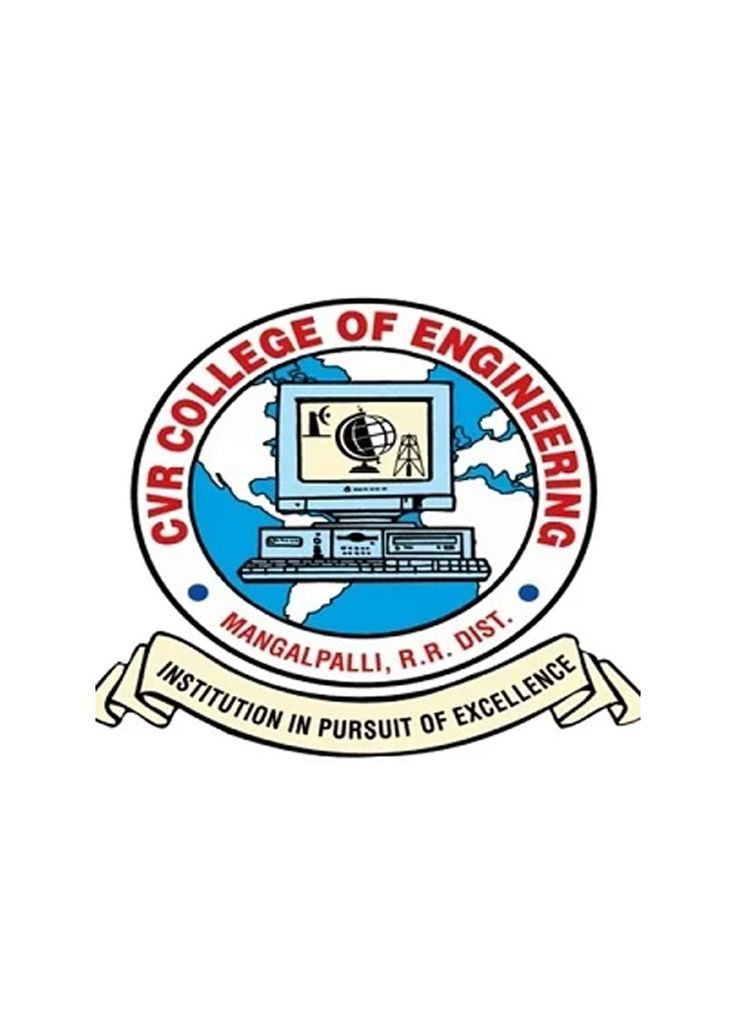 CVR COLLEGE OF ENGINEERING
MANGALPALLI, R.R. DIST.
INSTITUTION IN PURSUIT OF EXCELLENCE